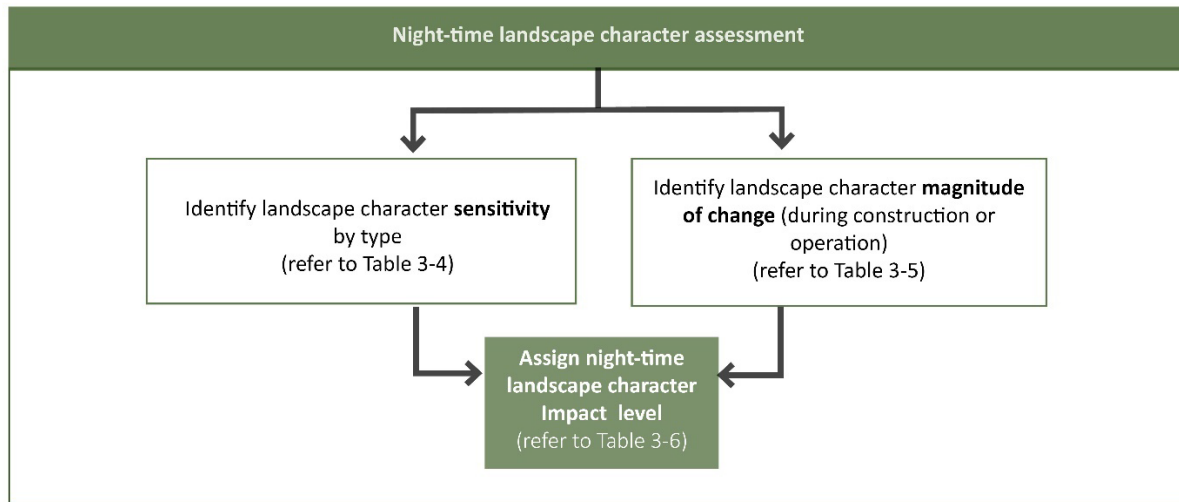 Night-time landscape character assessment
Identify landscape character sensitivity
by type
(refer to Table 3-4)
Identify landscape character magnitude
of change (during construction or
operation)
(refer to Table 3-5)
Assign night-time
landscape character
Impact level
(refer to Table 3-6)